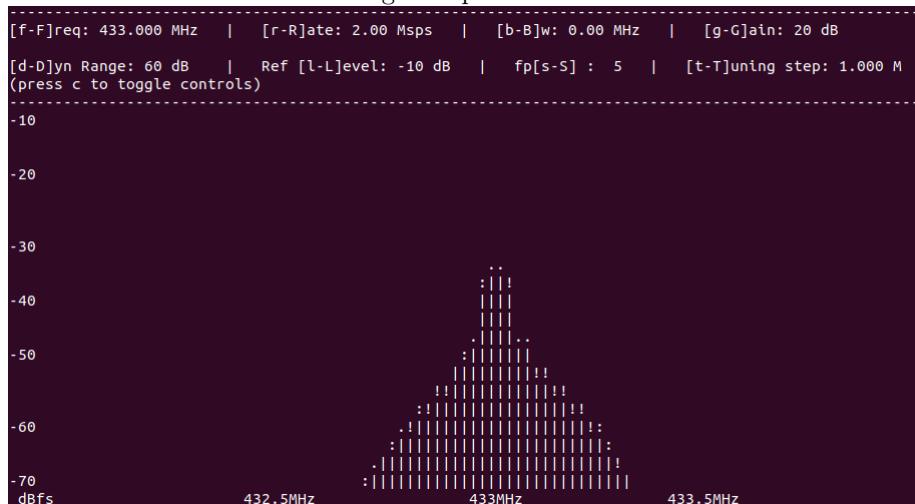 [f-F]req: 433.000 MHz | [r-R]ate: 2.00 Msps | [b-B]w: 0.00 MHz | [g-G]ain: 20 dB
[d-D]yn Range: 60 dB | Ref [l-L]evel: -10 dB | fp[s-S] : 5 | [t-T]uning step: 1.000 M
(press c to toggle controls)
-10
-20
-30
-40
-50
-60
-70
dBfs 432.5MHz 433MHz 433.5MHz